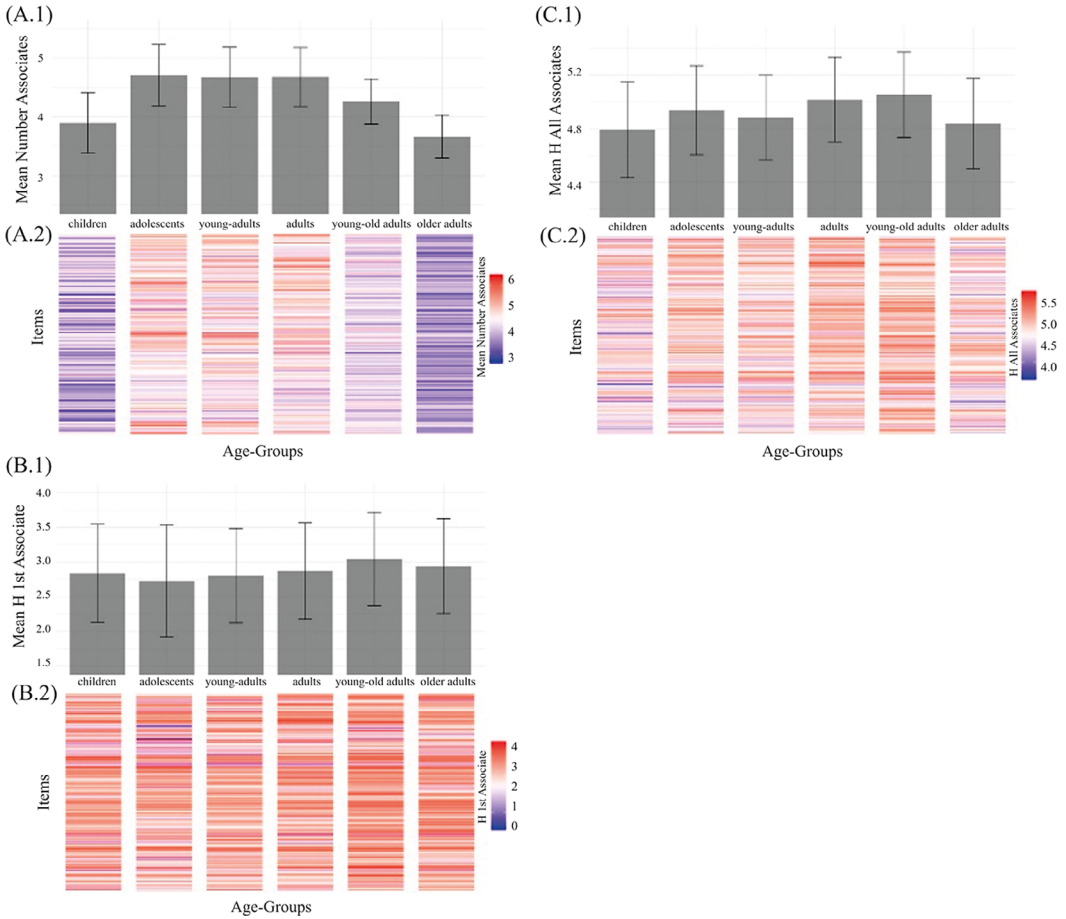 (A.1)
Mean Number Associates
5
4
3
children adolescents young-adults adults young-old adults older adults
(A.2)
Items
Mean Number Associates
6
5
4
3
Age-Groups
(C.1)
Mean H All Associates
5.2
4.8
4.4
children adolescents young-adults adults young-old adults older adults
(C.2)
Items
H All Associates
5.5
5.0
4.5
4.0
Age-Groups
(B.1)
Mean H 1st Associate
4.0
3.5
3.0
2.5
2.0
1.5
children adolescents young-adults adults young-old adults older adults
(B.2)
Items
H 1st Associate
4
3
2
1
0
Age-Groups